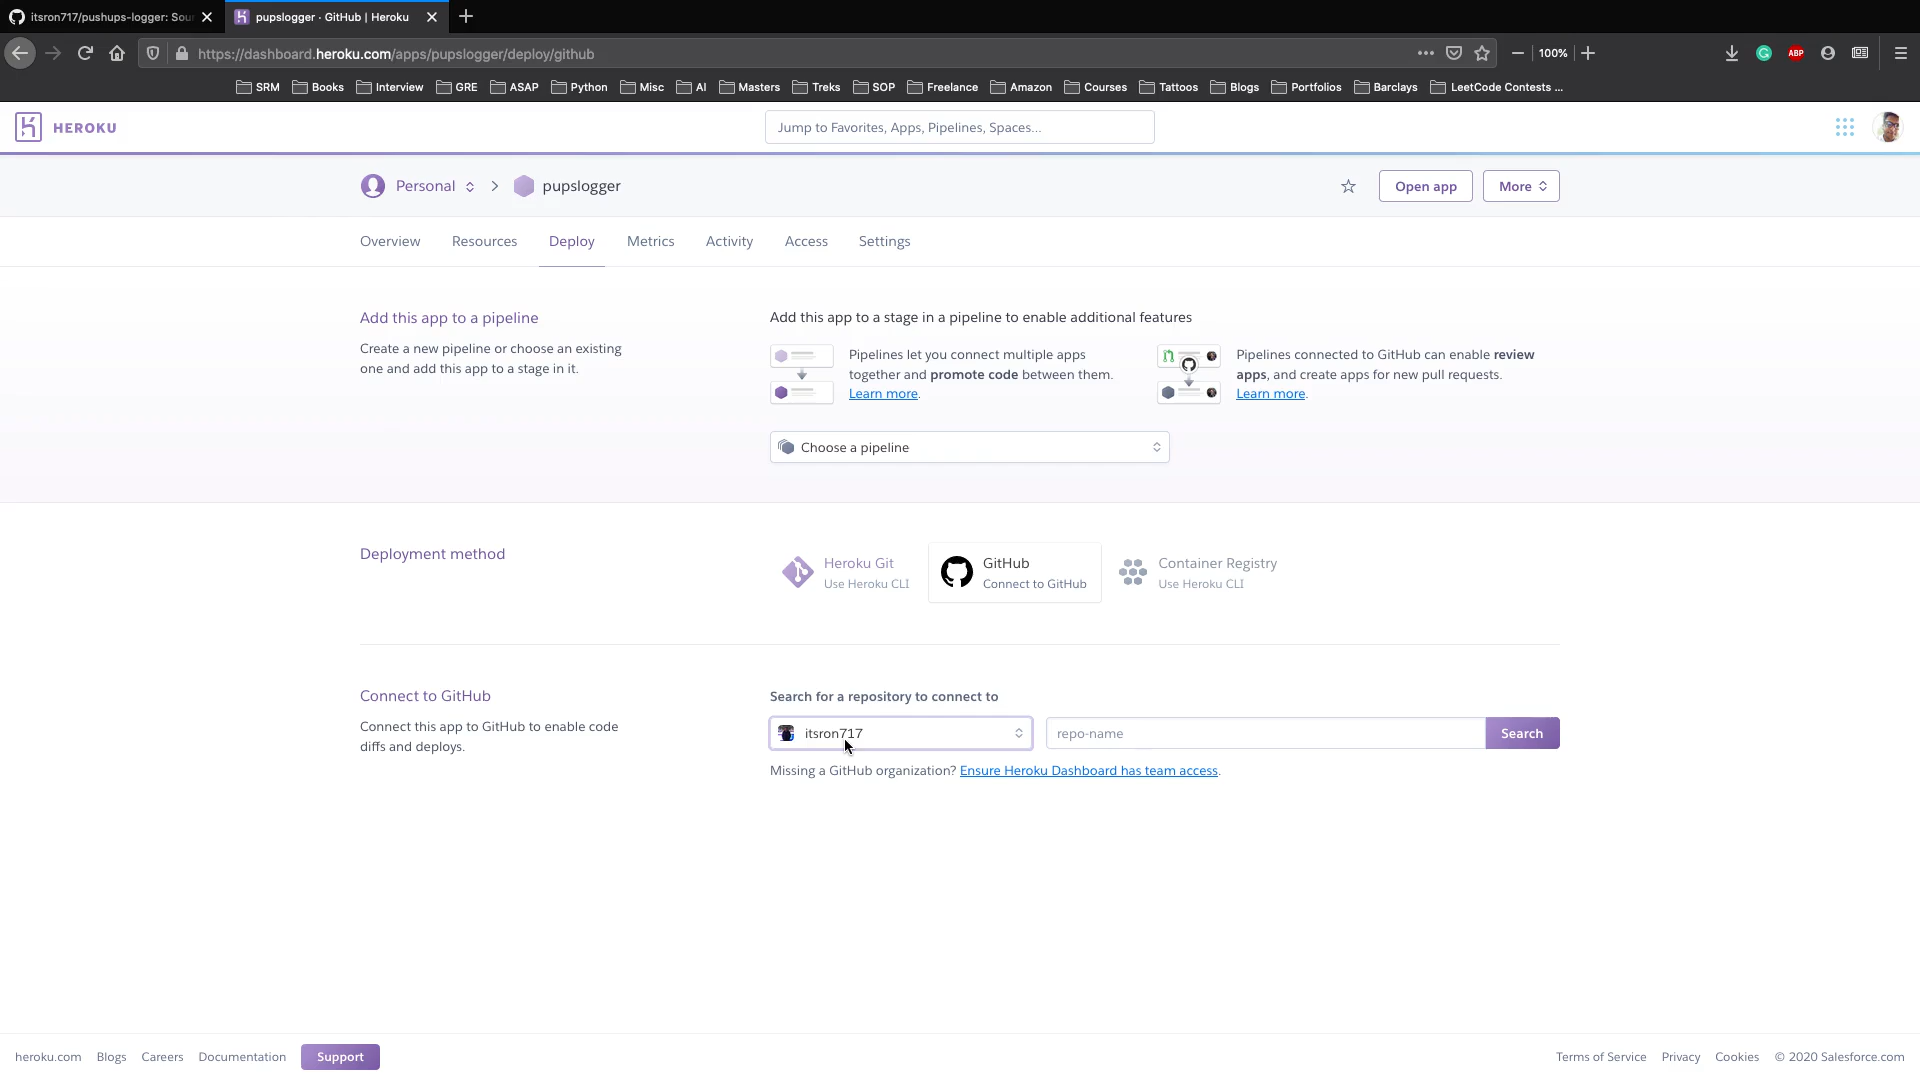 itsron717/pushups-logger: Sour
pupslogger · GitHub | Heroku
https://dashboard.heroku.com/apps/pupslogger/deploy/github
100%
ABP
SRM Books Interview GRE ASAP Python Misc AI Masters Treks SOP Freelance Amazon Courses Tattoos Blogs Portfolios Barclays LeetCode Contests ...
HEROKU
Jump to Favorites, Apps, Pipelines, Spaces...
Personal > pupslogger
Open app
More
Overview Resources Deploy Metrics Activity Access Settings
Add this app to a pipeline
Create a new pipeline or choose an existing
one and add this app to a stage in it.
Add this app to a stage in a pipeline to enable additional features
Pipelines let you connect multiple apps
together and promote code between them.
Learn more.
Pipelines connected to GitHub can enable review
apps, and create apps for new pull requests.
Learn more.
Choose a pipeline
Deployment method
Heroku Git
Use Heroku CLI
GitHub
Connect to GitHub
Container Registry
Use Heroku CLI
Connect to GitHub
Connect this app to GitHub to enable code
diffs and deploys.
Search for a repository to connect to
itsron717
repo-name
Search
Missing a GitHub organization? Ensure Heroku Dashboard has team access.
heroku.com Blogs Careers Documentation Support
Terms of Service Privacy Cookies © 2020 Salesforce.com